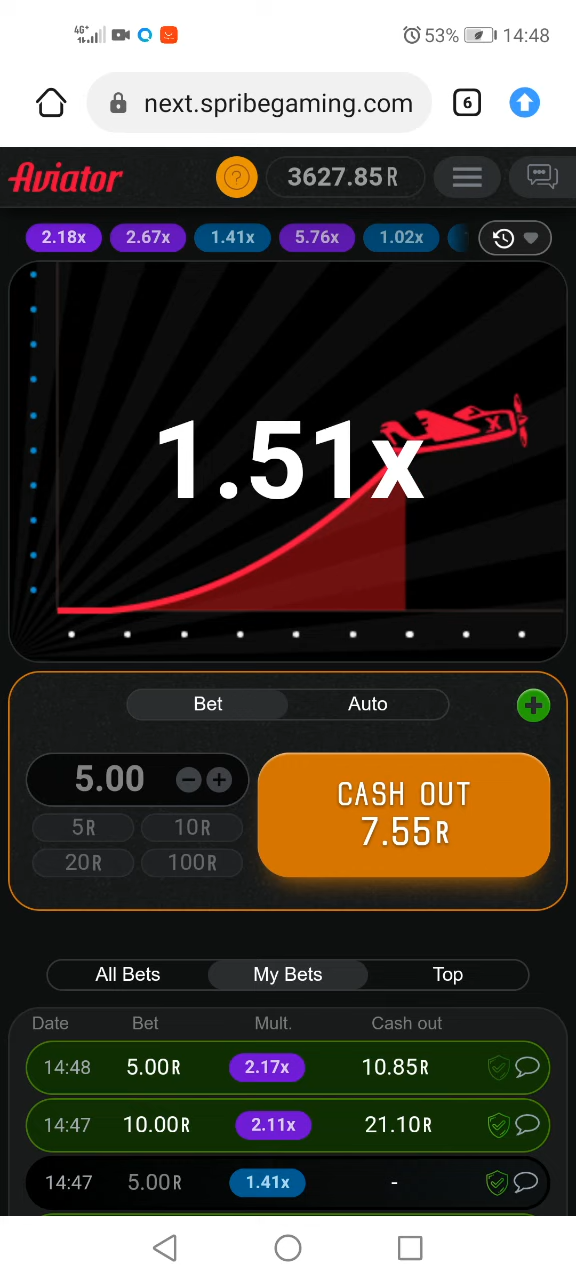 4G+ 53% 14:48
next.spribegaming.com 6
Aviator ? 3627.85R
2.18x 2.67x 1.41x 5.76x 1.02x
1.51x
X
Bet Auto
5.00
CASH OUT
7.55R
5R 10R
20R 100R
All Bets My Bets Top
Date Bet Mult. Cash out
14:48 5.00R 2.17x 10.85R
14:47 10.00R 2.11x 21.10R
14:47 5.00R 1.41x -